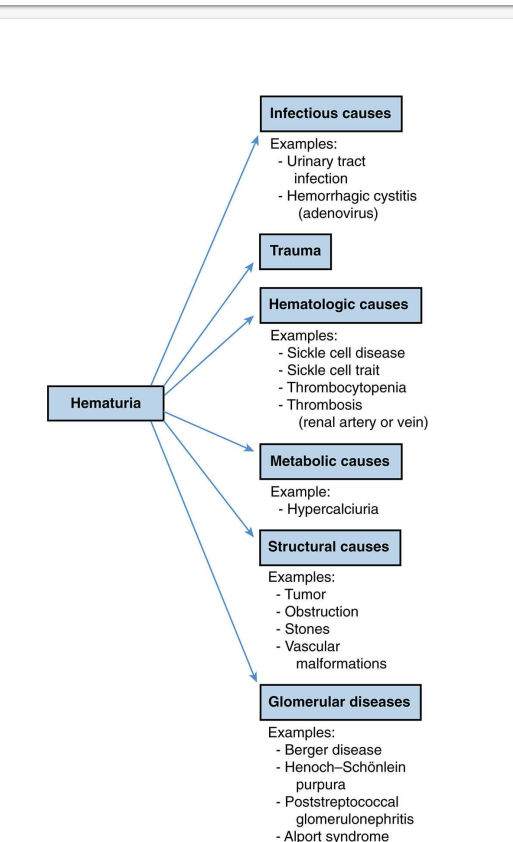 Infectious causes
Examples:
- Urinary tract
infection
- Hemorrhagic cystitis
(adenovirus)
Trauma
Hematologic causes
Examples:
- Sickle cell disease
- Sickle cell trait
- Thrombocytopenia
- Thrombosis
(renal artery or vein)
Hematuria
Metabolic causes
Example:
- Hypercalciuria
Structural causes
Examples:
- Tumor
- Obstruction
- Stones
- Vascular
malformations
Glomerular diseases
Examples:
- Berger disease
- Henoch–Schönlein
purpura
- Poststreptococcal
glomerulonephritis
- Alport syndrome